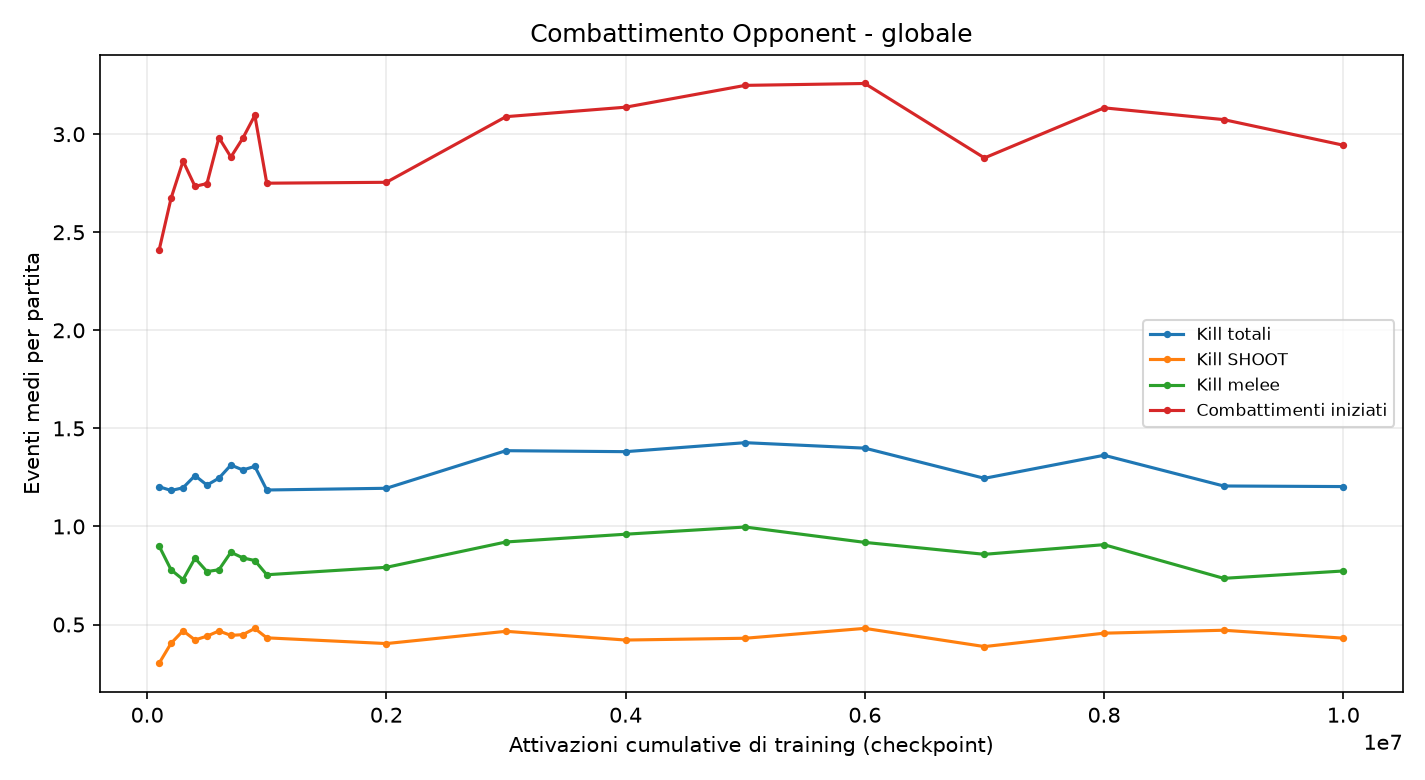 Combattimento Opponent - globale
Eventi medi per partita
3.0
2.5
2.0
1.5
1.0
0.5
Kill totali
Kill SHOOT
Kill melee
Combattimenti iniziati
0.0 0.2 0.4 0.6 0.8 1.0
1e7
Attivazioni cumulative di training (checkpoint)